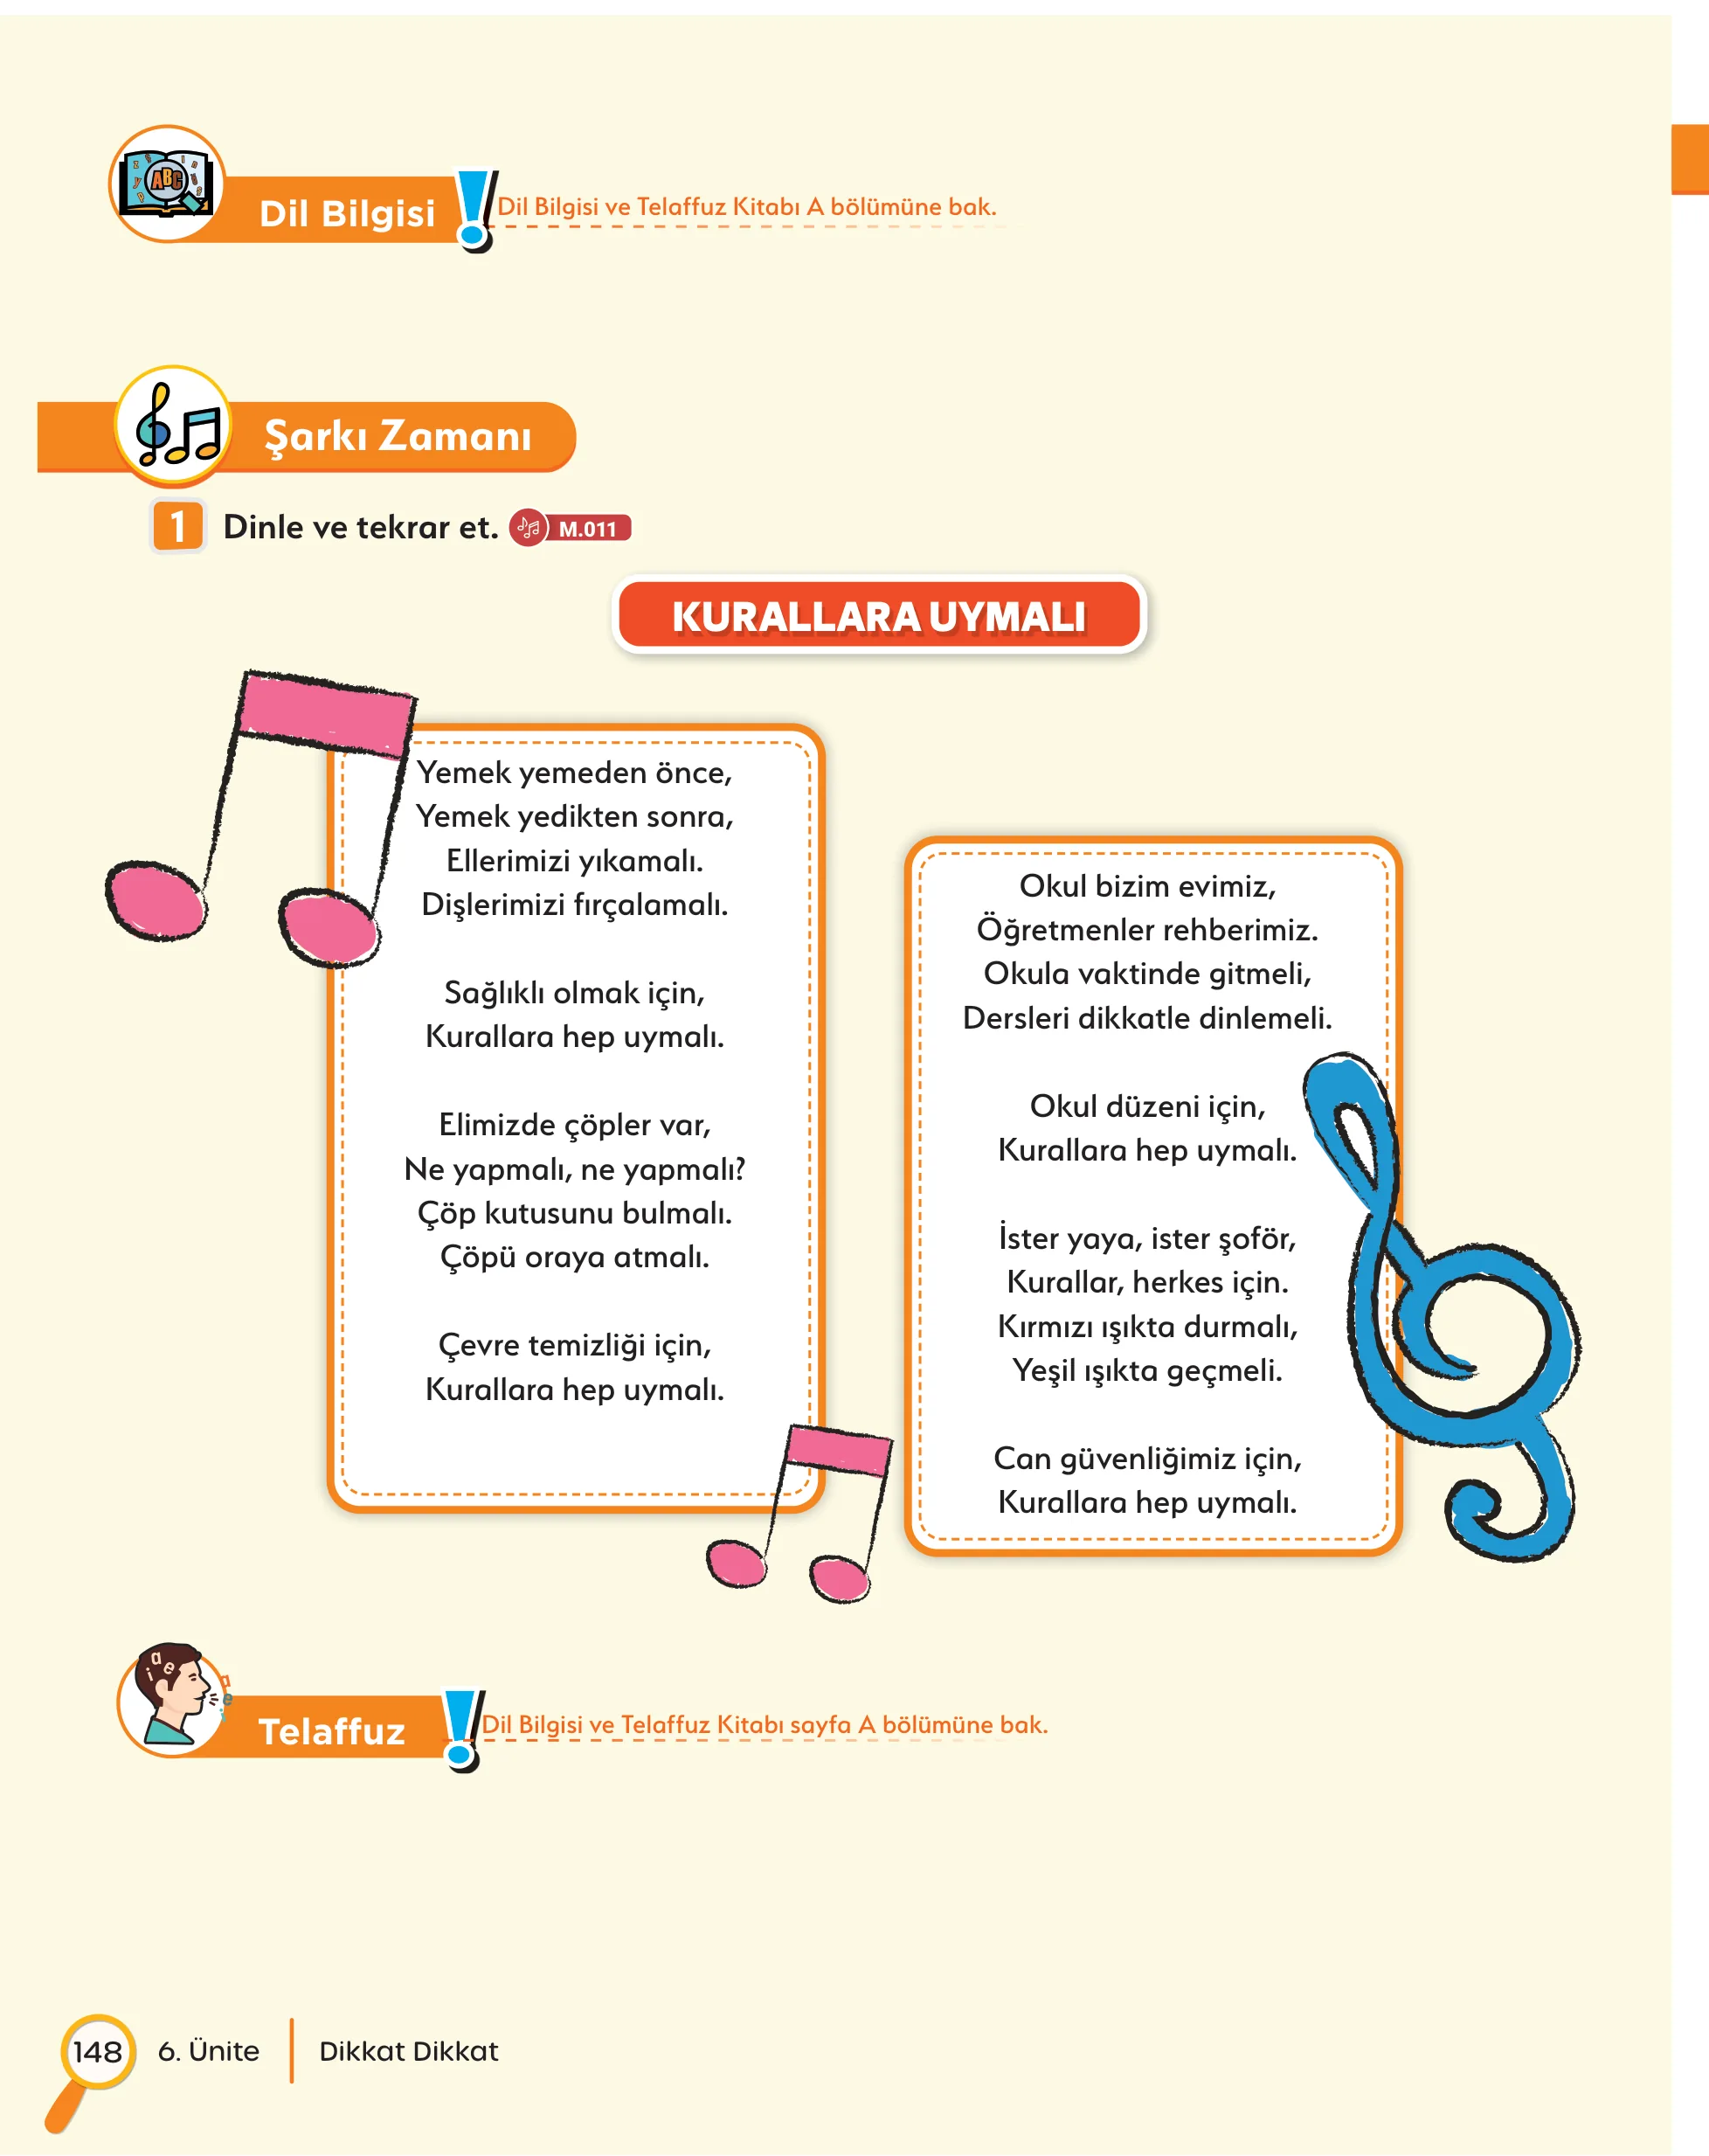 Dil Bilgisi
Dil Bilgisi ve Telaffuz Kitabı A bölümüne bak.
Şarkı Zamanı
1 Dinle ve tekrar et. M.011
KURALLARA UYMALI
Yemek yemeden önce,
Yemek yedikten sonra,
Ellerimizi yıkamalı.
Dişlerimizi fırçalamalı.
Sağlıklı olmak için,
Kurallara hep uymalı.
Elimizde çöpler var,
Ne yapmalı, ne yapmalı?
Çöp kutusunu bulmalı.
Çöpü oraya atmalı.
Çevre temizliği için,
Kurallara hep uymalı.
Okul bizim evimiz,
Öğretmenler rehberimiz.
Okula vaktinde gitmeli,
Dersleri dikkatle dinlemeli.
Okul düzeni için,
Kurallara hep uymalı.
İster yaya, ister şoför,
Kurallar, herkes için.
Kırmızı ışıkta durmalı,
Yeşil ışıkta geçmeli.
Can güvenliğimiz için,
Kurallara hep uymalı.
Telaffuz
Dil Bilgisi ve Telaffuz Kitabı sayfa A bölümüne bak.
148 6. Ünite Dikkat Dikkat